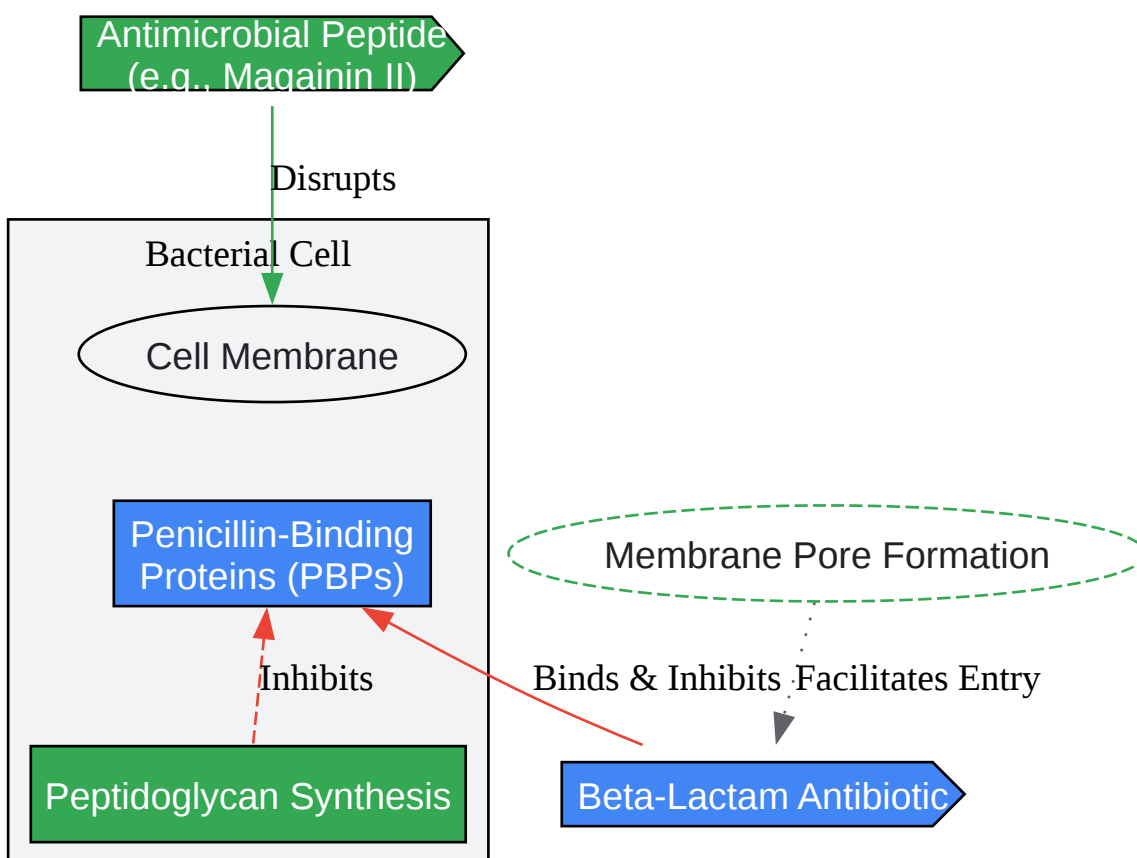 Antimicrobial Peptide
(e.g., Magainin II)
Disrupts
Bacterial Cell
Cell Membrane
Penicillin-Binding
Proteins (PBPs)
Membrane Pore Formation
Inhibits
Binds & Inhibits
Facilitates Entry
Peptidoglycan Synthesis
Beta-Lactam Antibiotic